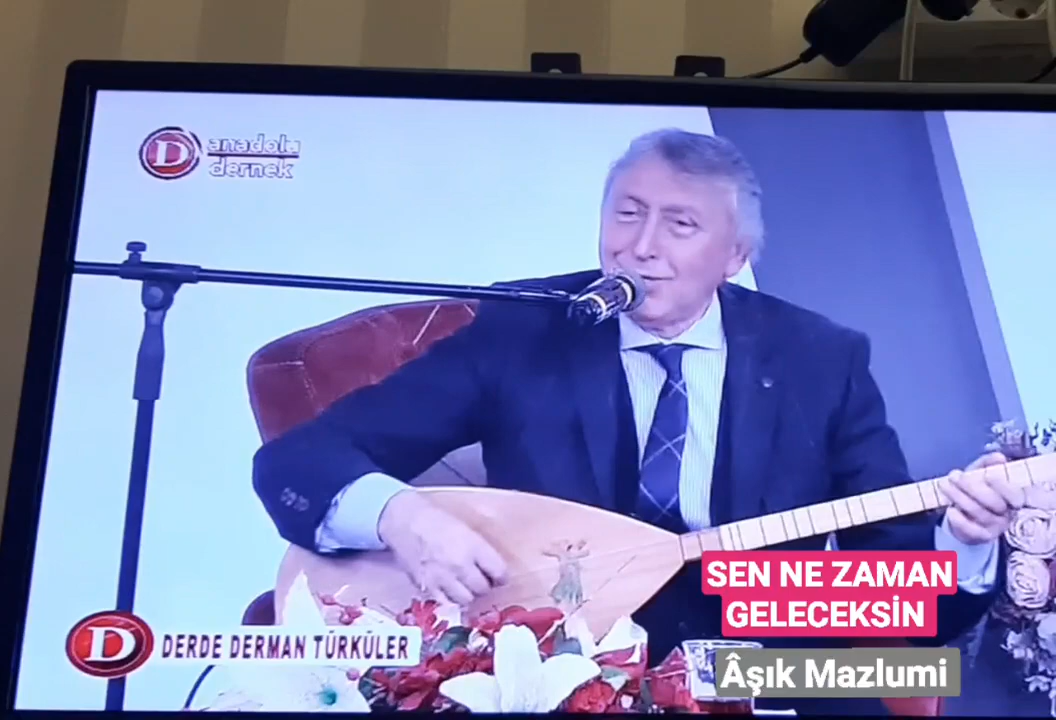 D anadolu
dernek
SEN NE ZAMAN
GELECEKSİN
D DERDE DERMAN TÜRKÜLER
Âşık Mazlumi